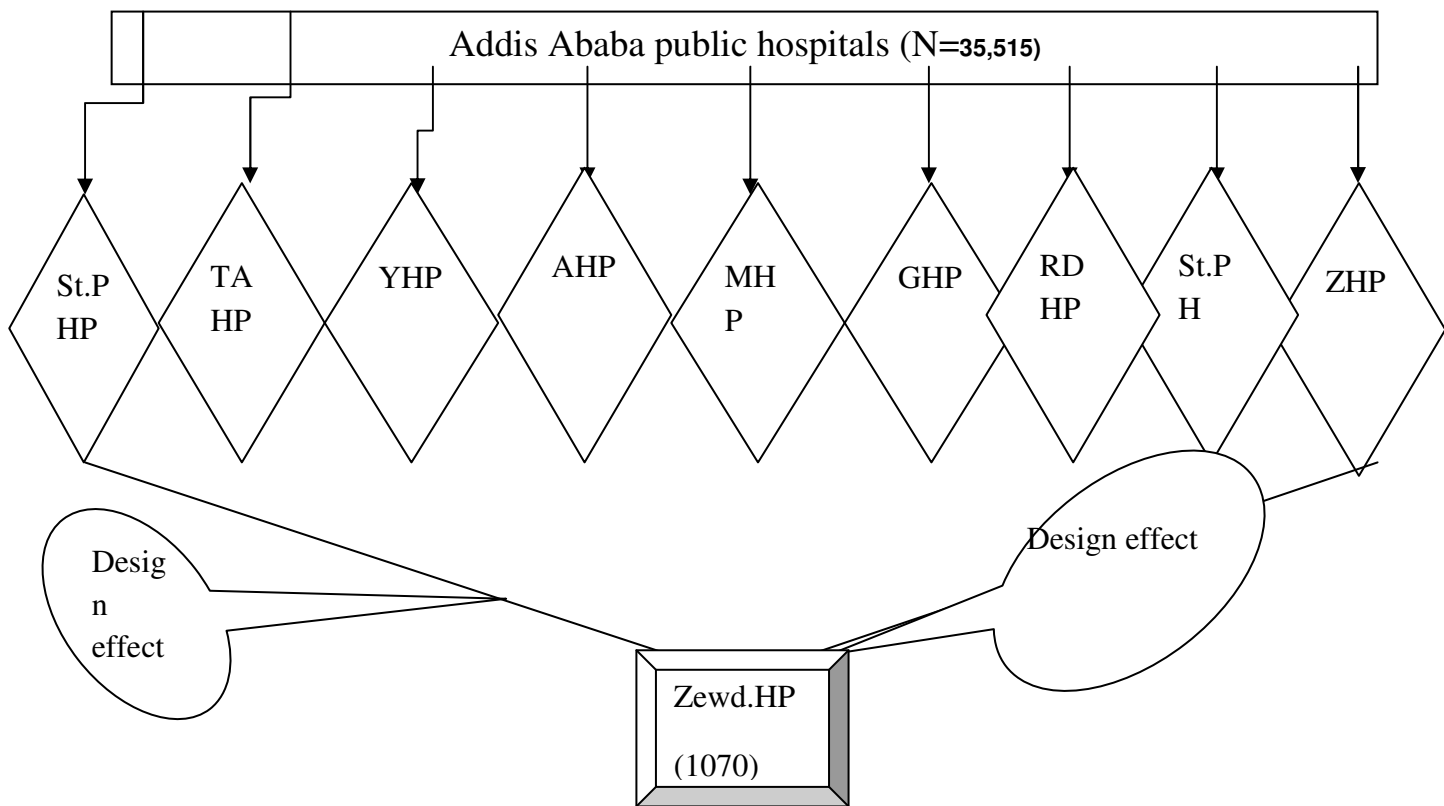 Addis Ababa public hospitals (N=35,515)
St.P
HP
TA
HP
YHP
AHP
MH
P
GHP
RD
HP
St.P
H
ZHP
Desig
n
effect
Design effect
Zewd.HP
(1070)